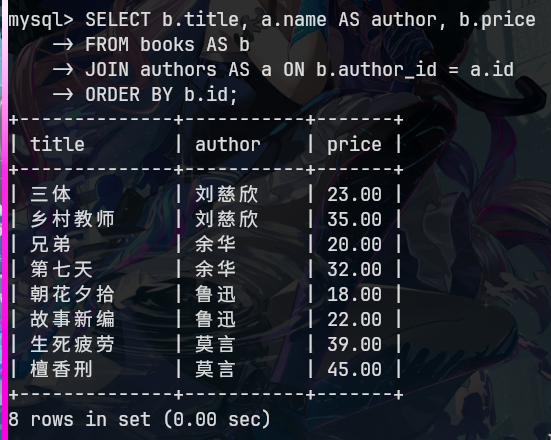 mysql> SELECT b.title, a.name AS author, b.price
    -> FROM books AS b
    -> JOIN authors AS a ON b.author_id = a.id
    -> ORDER BY b.id;
+--------------+-----------+-------+
| title        | author    | price |
+--------------+-----------+-------+
| 三体         | 刘慈欣    | 23.00 |
| 乡村教师     | 刘慈欣    | 35.00 |
| 兄弟         | 余华      | 20.00 |
| 第七天       | 余华      | 32.00 |
| 朝花夕拾     | 鲁迅      | 18.00 |
| 故事新编     | 鲁迅      | 22.00 |
| 生死疲劳     | 莫言      | 39.00 |
| 檀香刑       | 莫言      | 45.00 |
+--------------+-----------+-------+
8 rows in set (0.00 sec)